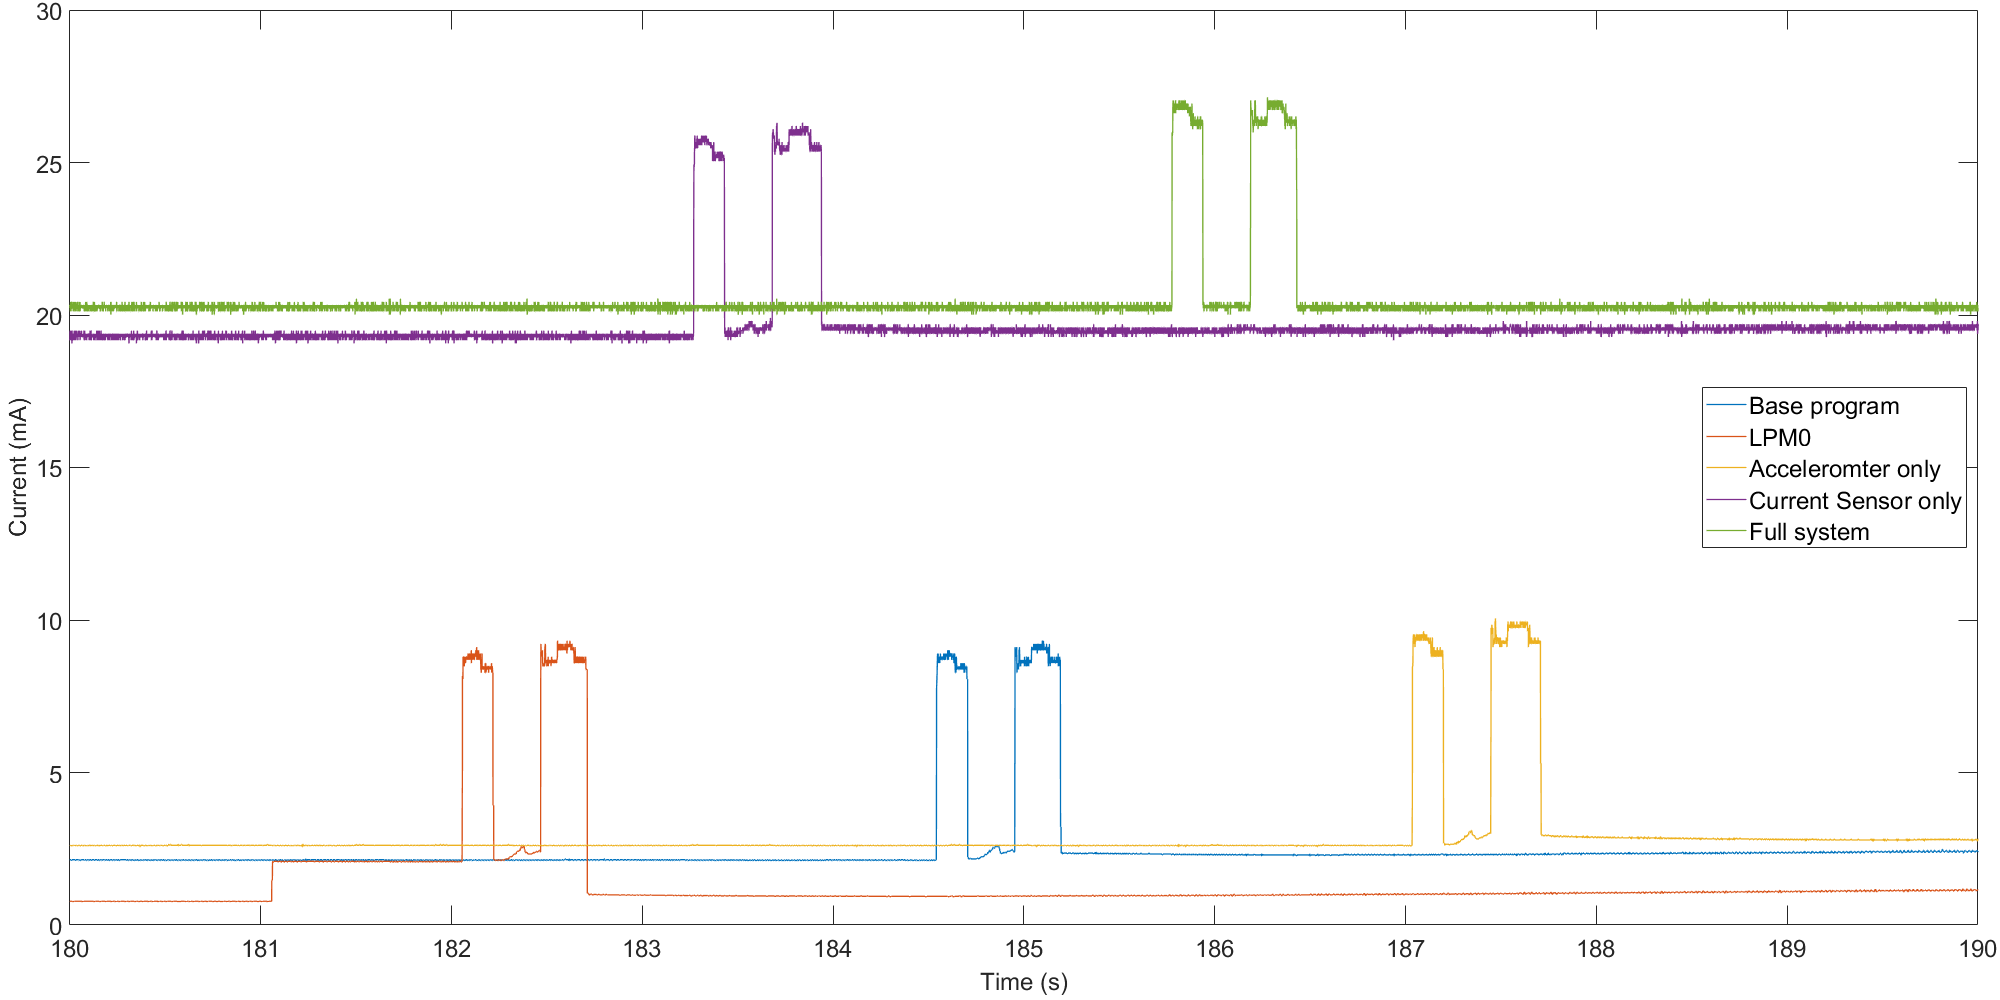 30
25
20
15
10
5
0
Current (mA)
180 181 182 183 184 185 186 187 188 189 190
Time (s)
Base program
LPM0
Acceleromter only
Current Sensor only
Full system